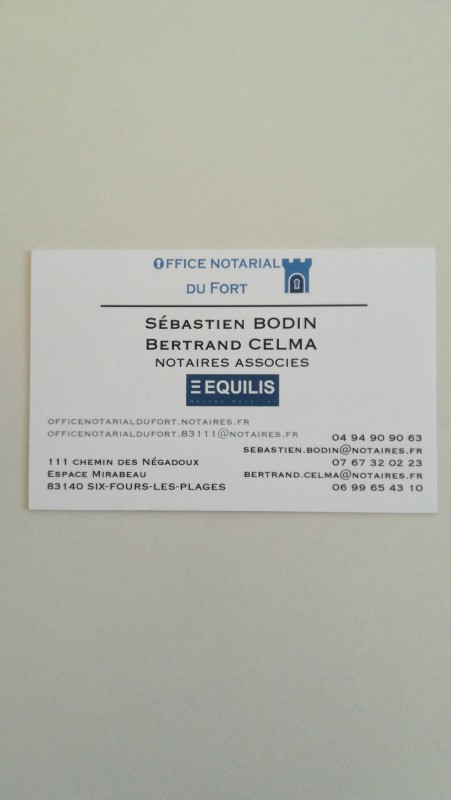 OFFICE NOTARIAL
DU FORT
SÉBASTIEN BODIN
BERTRAND CELMA
NOTAIRES ASSOCIES
EQUILIS
OFFICENOTARIALDUFORT.NOTAIRES.FR
OFFICENOTARIALDUFORT.83111@NOTAIRES.FR
04 94 90 90 63
SEBASTIEN.BODIN@NOTAIRES.FR
07 67 32 02 23
BERTRAND.CELMA@NOTAIRES.FR
06 99 65 43 10
111 CHEMIN DES NÉGADOUX
ESPACE MIRABEAU
83140 SIX-FOURS-LES-PLAGES